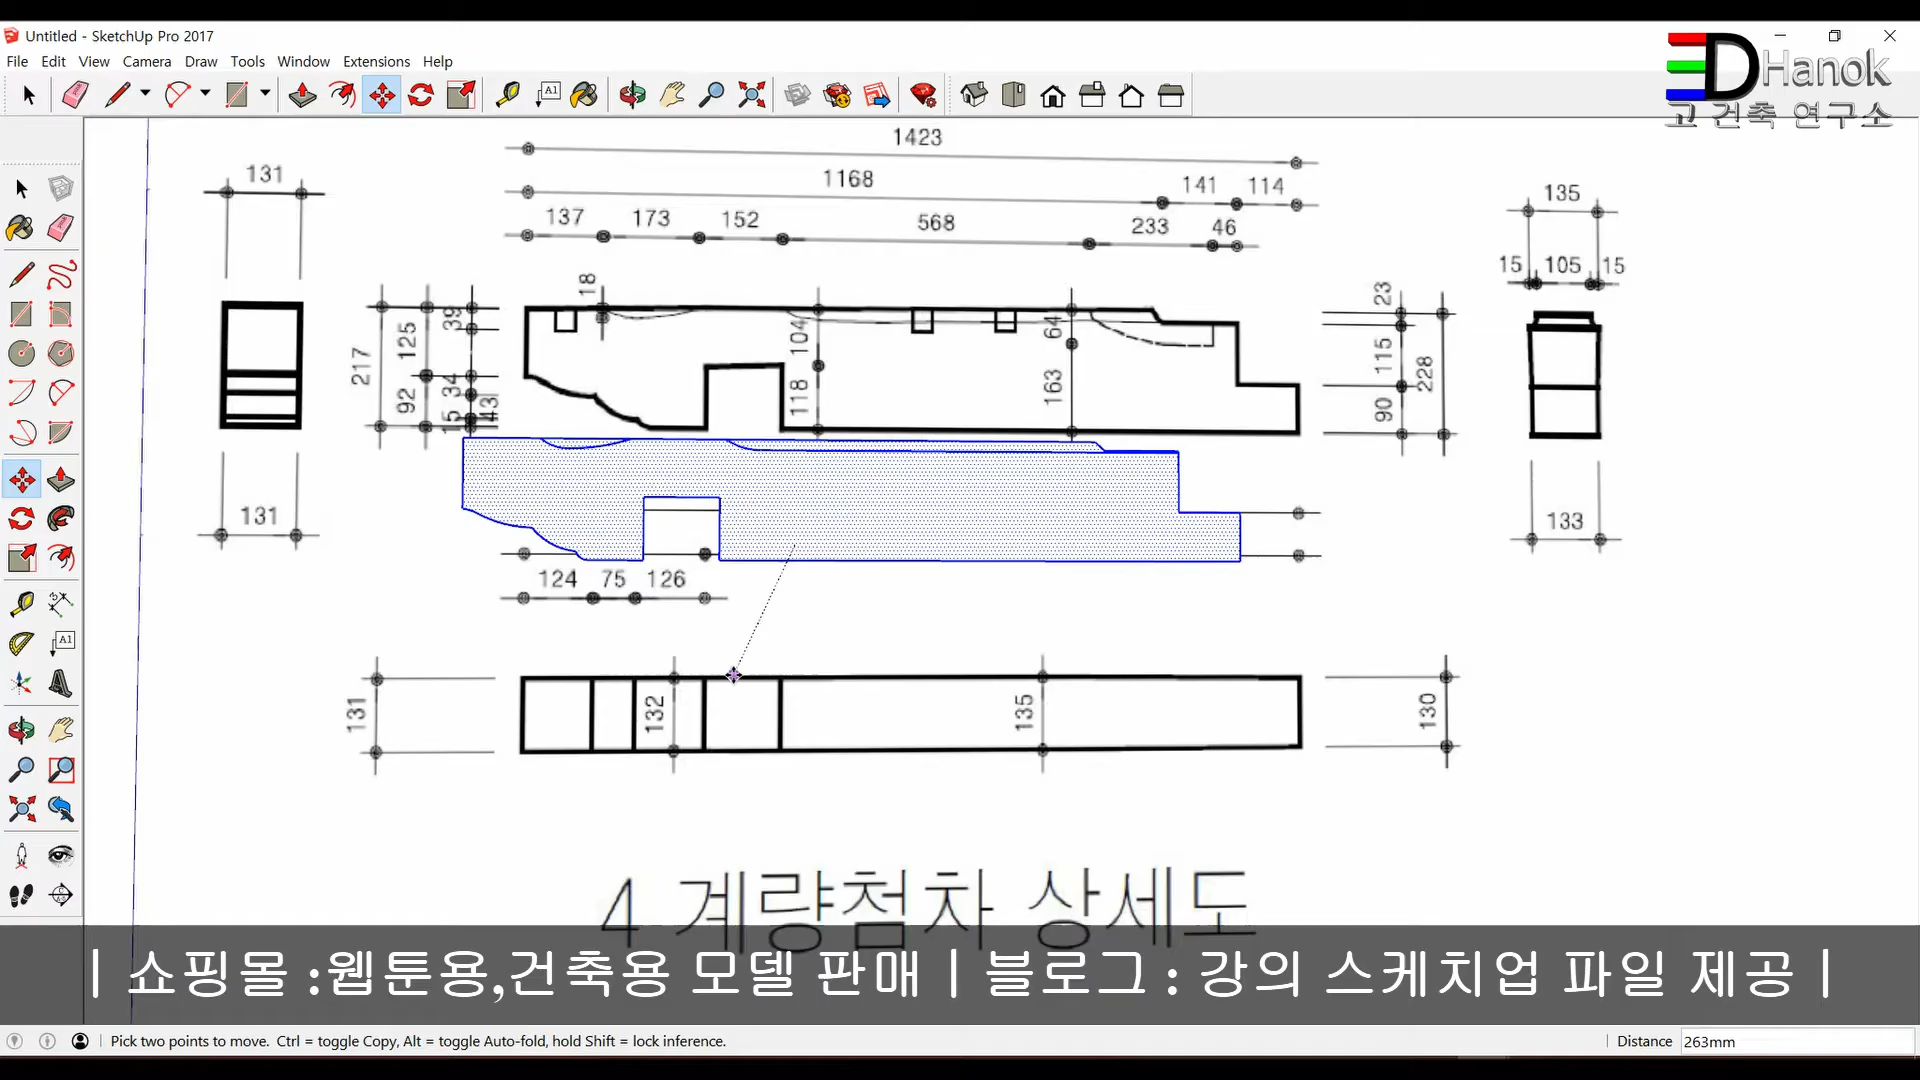 Untitled - SketchUp Pro 2017
File Edit View Camera Draw Tools Window Extensions Help
DHanok
고 건축 연구소
1423
1168 141 114
137 173 152 568 233 46
131
135
15 105 15
18
217 125 92 39 34 15 43
104 118
64 163
23 115 90 228
131
133
124 75 126
131 132 135 130
4 계량첨차 상세도
| 쇼핑몰 :웹툰용,건축용 모델 판매 | 블로그 : 강의 스케치업 파일 제공 |
Pick two points to move. Ctrl = toggle Copy, Alt = toggle Auto-fold, hold Shift = lock inference. Distance 263mm